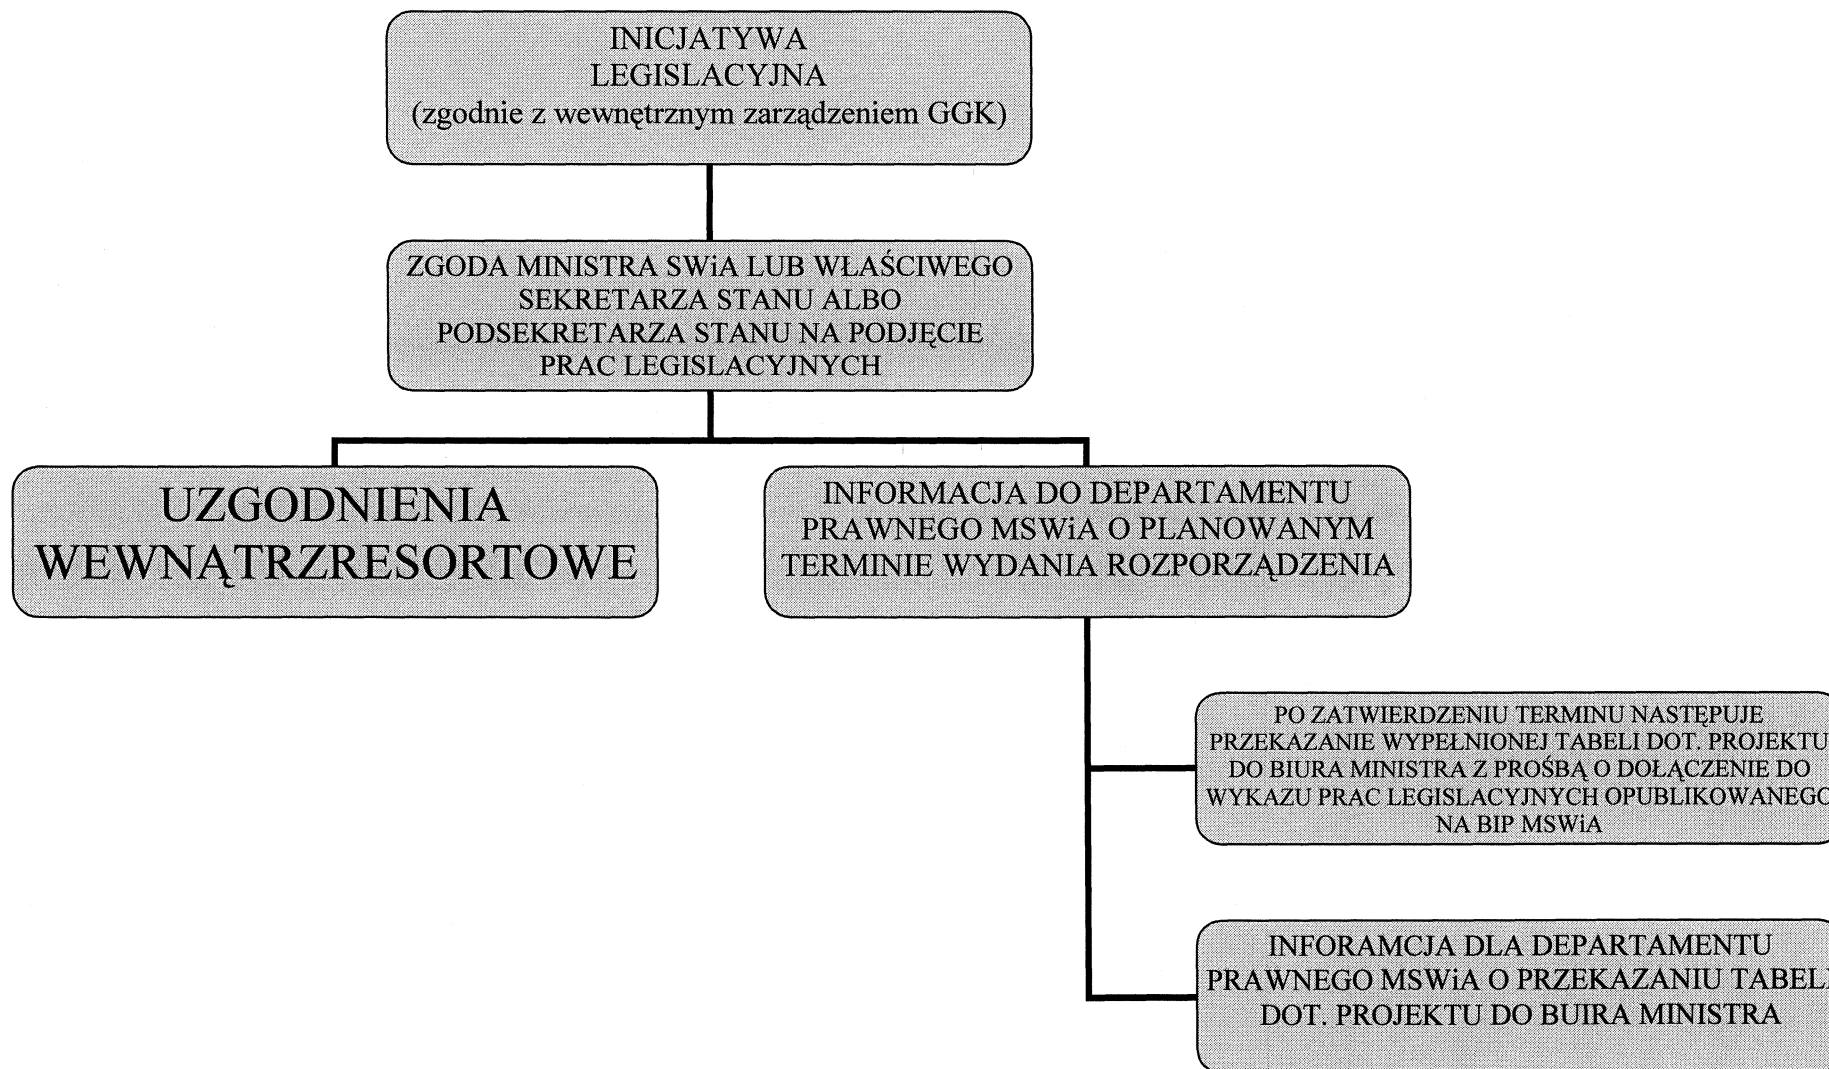 INICJATYWA
LEGISLACYJNA
(zgodnie z wewnętrznym zarządzeniem GGK)
ZGODA MINISTRA SWiA LUB WŁAŚCIWEGO
SEKRETARZA STANU ALBO
PODSEKRETARZA STANU NA PODJĘCIE
PRAC LEGISLACYJNYCH
UZGODNIENIA
WEWNĄTRZRESORTOWE
INFORMACJA DO DEPARTAMENTU
PRAWNEGO MSWiA O PLANOWANYM
TERMINIE WYDANIA ROZPORZĄDZENIA
PO ZATWIERDZENIU TERMINU NASTĘPUJE
PRZEKAZANIE WYPEŁNIONEJ TABELI DOT. PROJEKTU
DO BIURA MINISTRA Z PROŚBĄ O DOŁĄCZENIE DO
WYKAZU PRAC LEGISLACYJNYCH OPUBLIKOWANEGO
NA BIP MSWiA
INFORAMCJA DLA DEPARTAMENTU
PRAWNEGO MSWiA O PRZEKAZANIU TABELI
DOT. PROJEKTU DO BUIRA MINISTRA